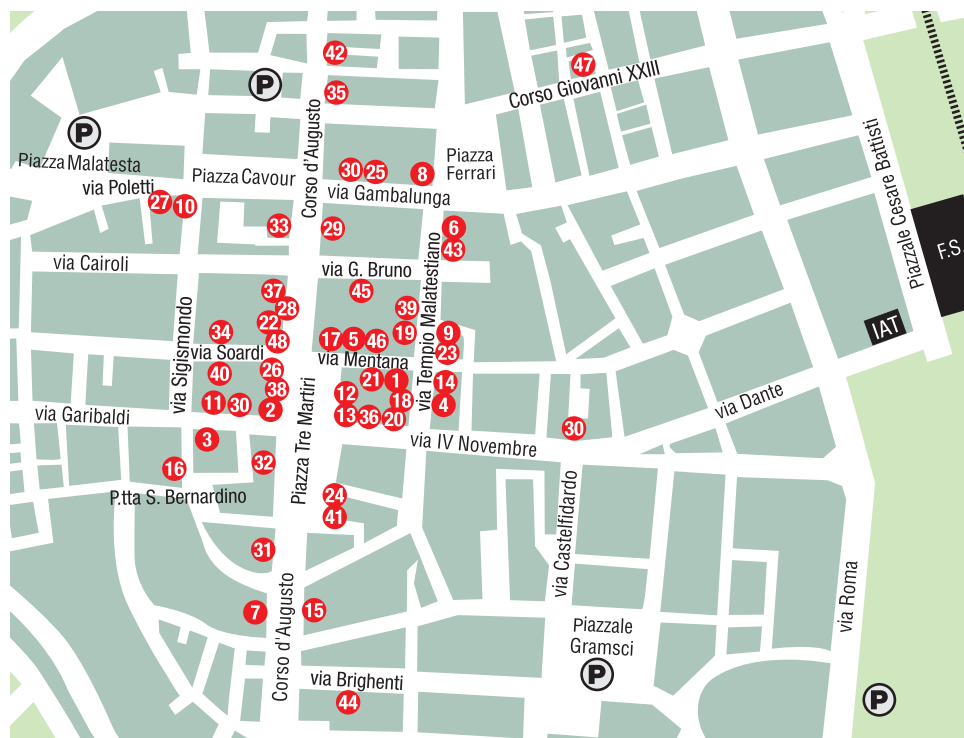 42
47
P
35
Corso Giovanni XXIII
P
Corso d'Augusto
Piazzale Cesare Battisti
Piazza Malatesta
Piazza
Ferrari
30
25
8
via Poletti
Piazza Cavour
via Gambalunga
27
10
33
29
6
43
F.S.
via Cairoli
via G. Bruno
via Tempio Malatestiano
37
45
28
39
22
34
48
17
5
46
19
9
23
IAT
via Sigismondo
via Soardi
via Mentana
40
26
21
1
14
38
12
18
4
11
30
2
13
36
20
via Dante
via Garibaldi
Piazza Tre Martiri
30
3
via IV Novembre
16
32
P.tta S. Bernardino
24
41
via Castelfidardo
31
Corso d'Augusto
via Roma
7
15
Piazzale
Gramsci
via Brighenti
P
44
P